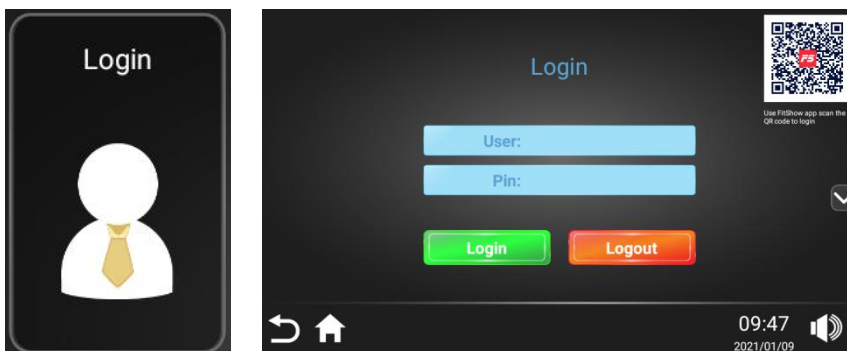 Login
Login
FS
Use FitShow app scan the
QR code to login
User:
Pin:
Login
Logout
09:47
2021/01/09